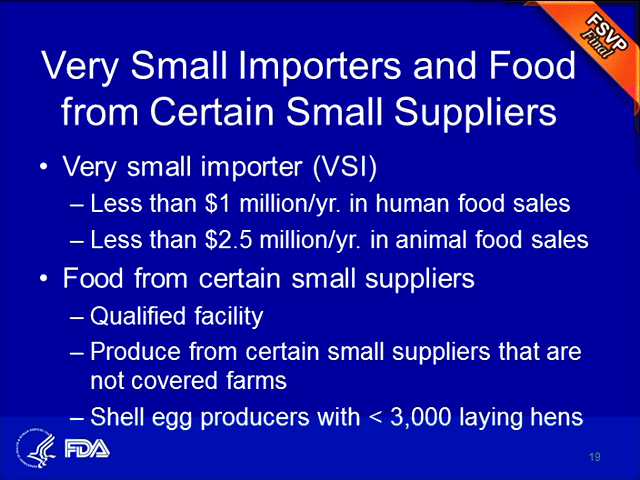 FSVP
Final
Very Small Importers and Food
from Certain Small Suppliers
• Very small importer (VSI)
– Less than $1 million/yr. in human food sales
– Less than $2.5 million/yr. in animal food sales
• Food from certain small suppliers
– Qualified facility
– Produce from certain small suppliers that are
not covered farms
– Shell egg producers with < 3,000 laying hens
FDA
19